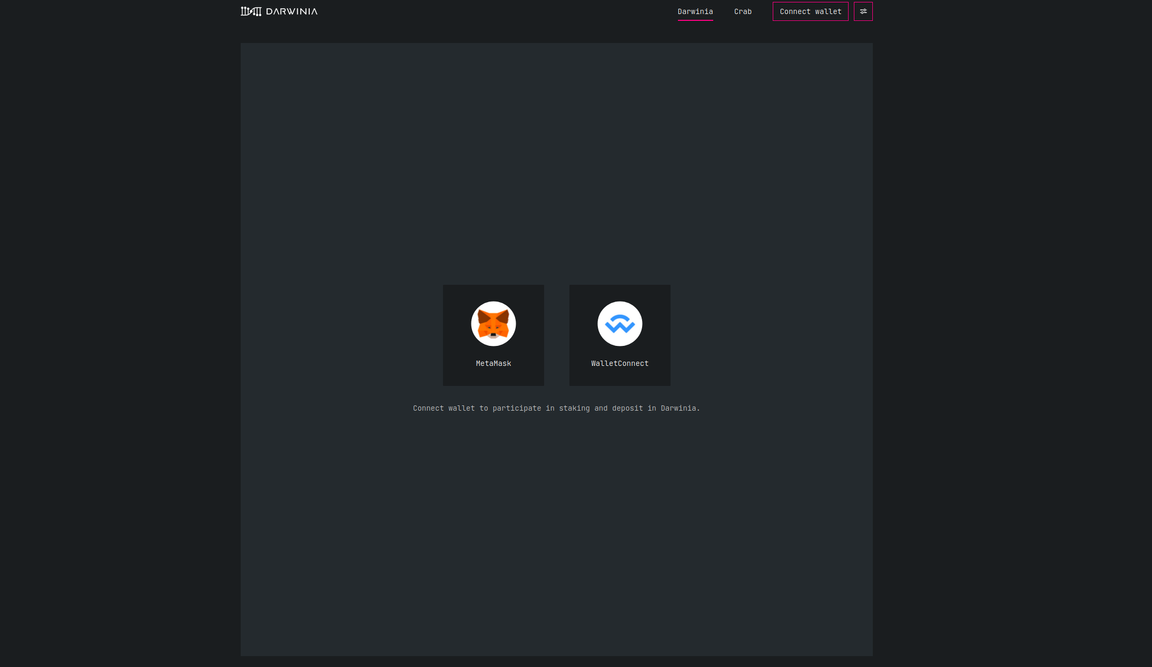 DARWINIA
Darwinia
Crab
Connect wallet
MetaMask
WalletConnect
Connect wallet to participate in staking and deposit in Darwinia.